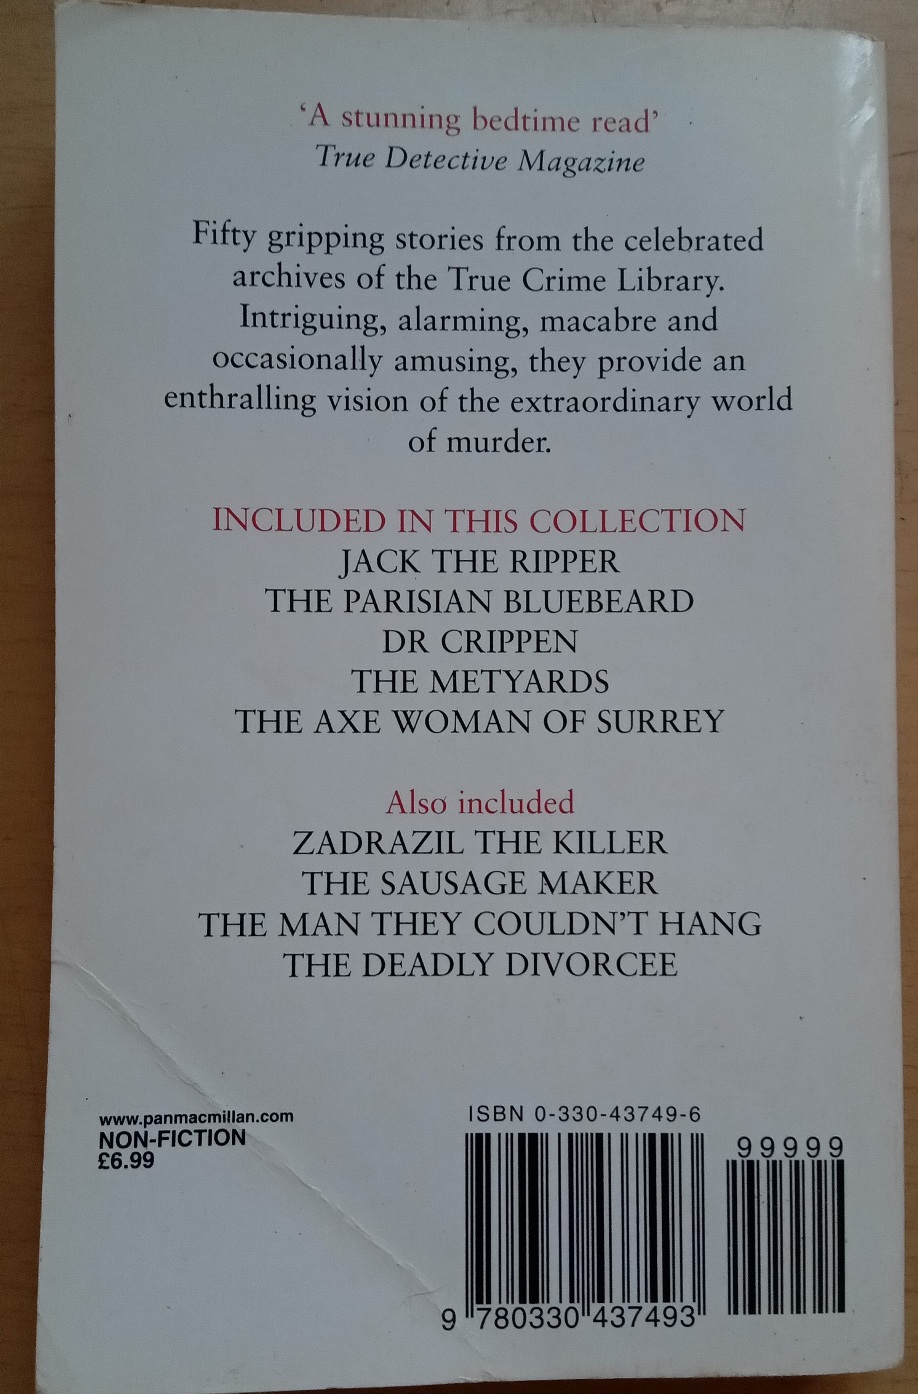 ‘A stunning bedtime read’
True Detective Magazine
Fifty gripping stories from the celebrated
archives of the True Crime Library.
Intriguing, alarming, macabre and
occasionally amusing, they provide an
enthralling vision of the extraordinary world
of murder.
INCLUDED IN THIS COLLECTION
JACK THE RIPPER
THE PARISIAN BLUEBEARD
DR CRIPPEN
THE METYARDS
THE AXE WOMAN OF SURREY
Also included
ZADRAZIL THE KILLER
THE SAUSAGE MAKER
THE MAN THEY COULDN’T HANG
THE DEADLY DIVORCEE
www.panmacmillan.com
NON-FICTION
£6.99
ISBN 0-330-43749-6
99999
9 780330 437493